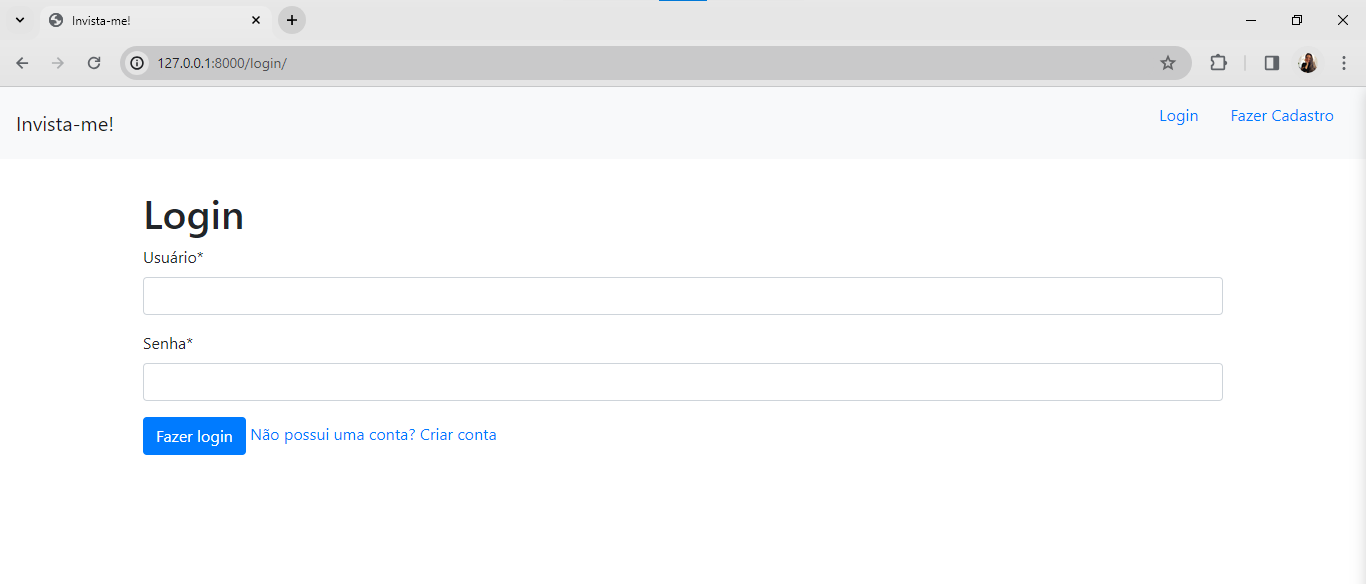 Invista-me!
127.0.0.1:8000/login/
Invista-me!
Login Fazer Cadastro
Login
Usuário*
Senha*
Fazer login Não possui uma conta? Criar conta